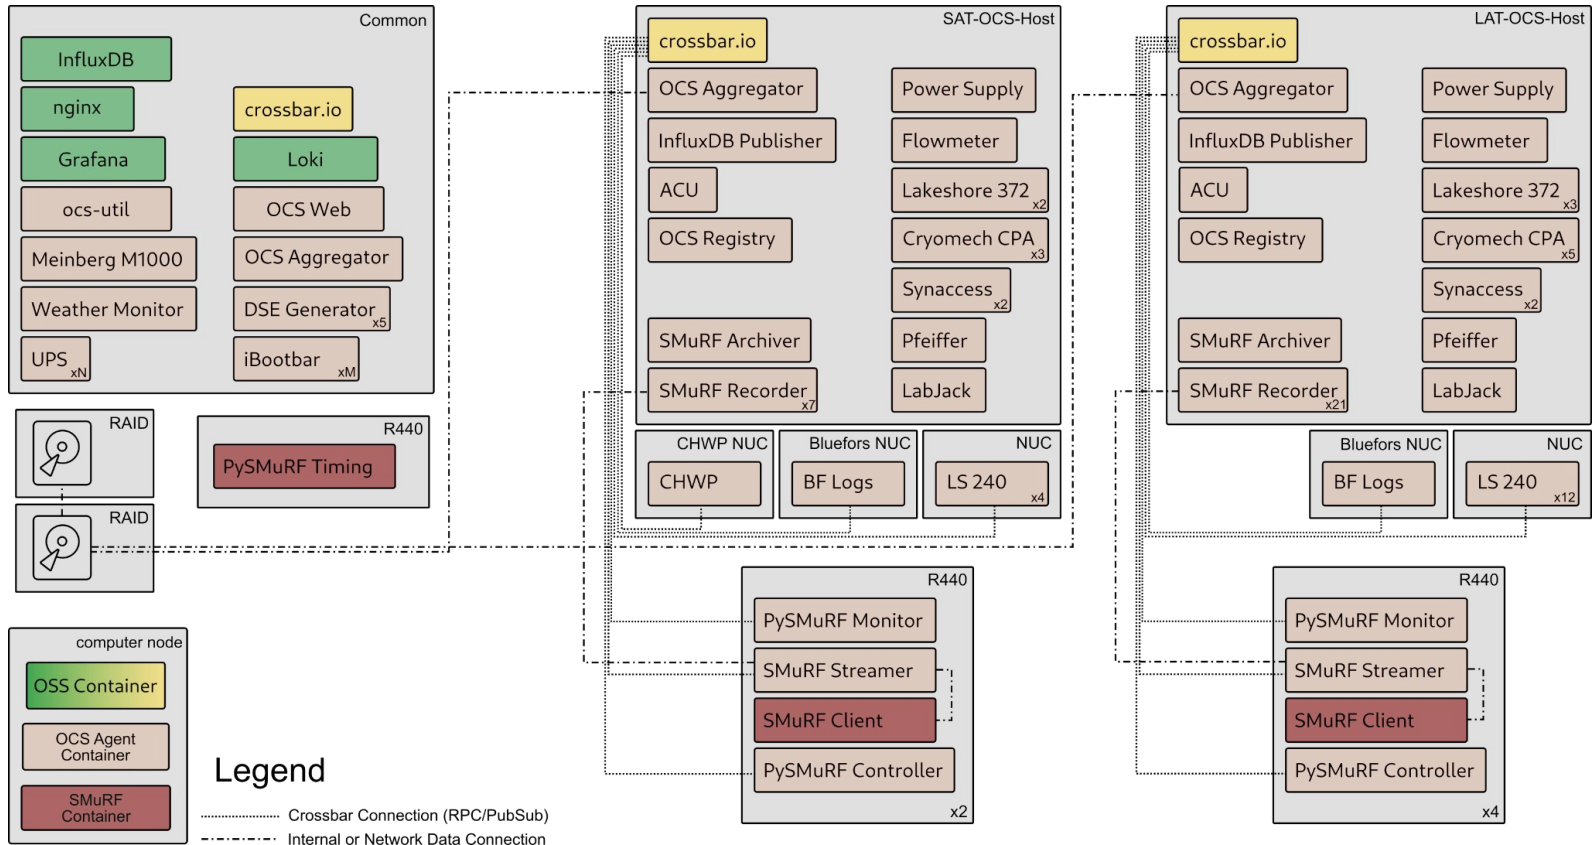 Common
InfluxDB
nginx
crossbar.io
Grafana
Loki
ocs-util
OCS Web
Meinberg M1000
OCS Aggregator
Weather Monitor
DSE Generator
x5
UPS
xN
iBootbar
xM
RAID
RAID
R440
PySMuRF Timing
SAT-OCS-Host
crossbar.io
OCS Aggregator
Power Supply
InfluxDB Publisher
Flowmeter
ACU
Lakeshore 372
x2
OCS Registry
Cryomech CPA
x3
Synaccess
x2
SMuRF Archiver
Pfeiffer
SMuRF Recorder
x7
LabJack
CHWP NUC
CHWP
Bluefors NUC
BF Logs
NUC
LS 240
x4
R440
PySMuRF Monitor
SMuRF Streamer
SMuRF Client
PySMuRF Controller
x2
LAT-OCS-Host
crossbar.io
OCS Aggregator
Power Supply
InfluxDB Publisher
Flowmeter
ACU
Lakeshore 372
x3
OCS Registry
Cryomech CPA
x5
Synaccess
x2
SMuRF Archiver
Pfeiffer
SMuRF Recorder
x21
LabJack
Bluefors NUC
BF Logs
NUC
LS 240
x12
R440
PySMuRF Monitor
SMuRF Streamer
SMuRF Client
PySMuRF Controller
x4
computer node
OSS Container
OCS Agent
Container
SMuRF
Container
Legend
Crossbar Connection (RPC/PubSub)
Internal or Network Data Connection